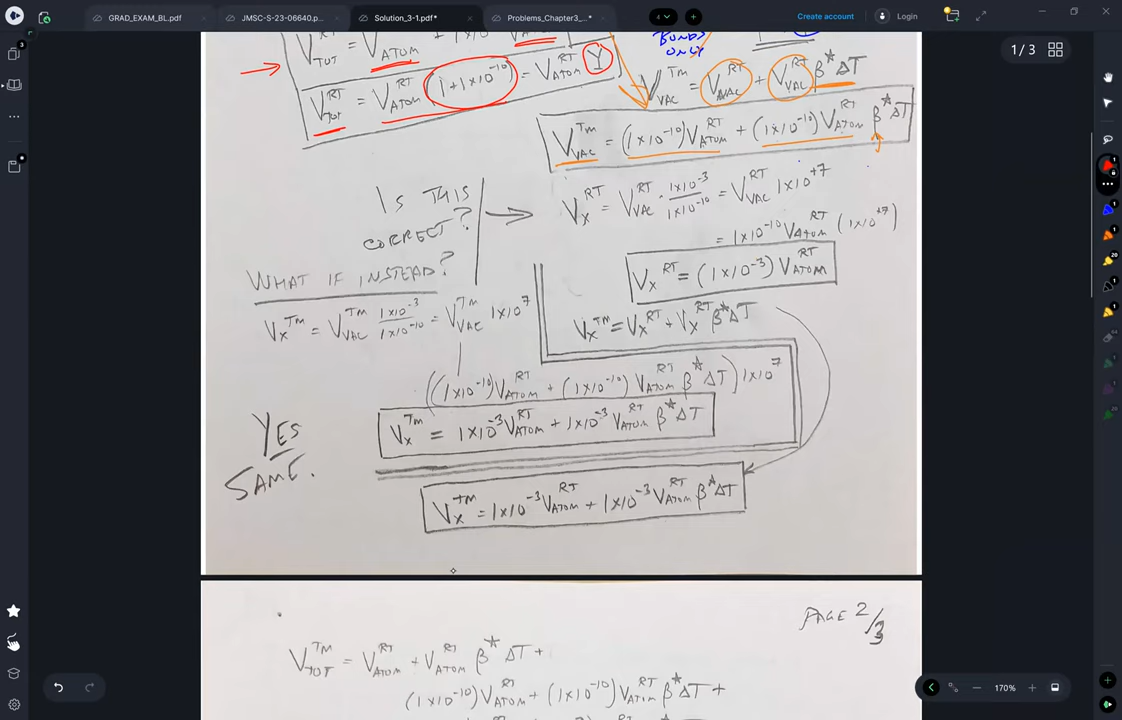 GRAD_EXAM_BL.pdf
JMSC-S-23-06640.p...
Solution_3-1.pdf*
Problems_Chapter3_...*
4
Create account
Login
1 / 3
V_TOT^RT = V_ATOM^RT (1+1×10^-10) = V_ATOM^RT Y
BONDS
ONLY
V_VAC^Tm = V_VAC^RT + V_VAC^RT β*ΔT
V_VAC^Tm = (1×10^-10)V_ATOM^RT + (1×10^-10)V_ATOM^RT β*ΔT
IS THIS
CORRECT?
V_X^RT = V_VAC^RT · 1×10^-3/1×10^-10 = V_VAC^RT 1×10^+7
= 1×10^-10 V_ATOM^RT (1×10^+7)
V_X^RT = (1×10^-3) V_ATOM^RT
V_X^Tm = V_X^RT + V_X^RT β*ΔT
WHAT IF INSTEAD?
V_X^Tm = V_VAC^Tm 1×10^-3/1×10^-10 = V_VAC^Tm 1×10^7
((1×10^-10)V_ATOM^RT + (1×10^-10) V_ATOM^RT β*ΔT) 1×10^7
V_X^Tm = 1×10^-3 V_ATOM^RT + 1×10^-3 V_ATOM^RT β*ΔT
YES
SAME.
V_X^Tm = 1×10^-3 V_ATOM^RT + 1×10^-3 V_ATOM^RT β*ΔT
PAGE 2/3
V_TOT^Tm = V_ATOM^RT + V_ATOM^RT β*ΔT +
(1×10^-10)V_ATOM^RT + (1×10^-10)V_ATOM^RT β*ΔT +
170%